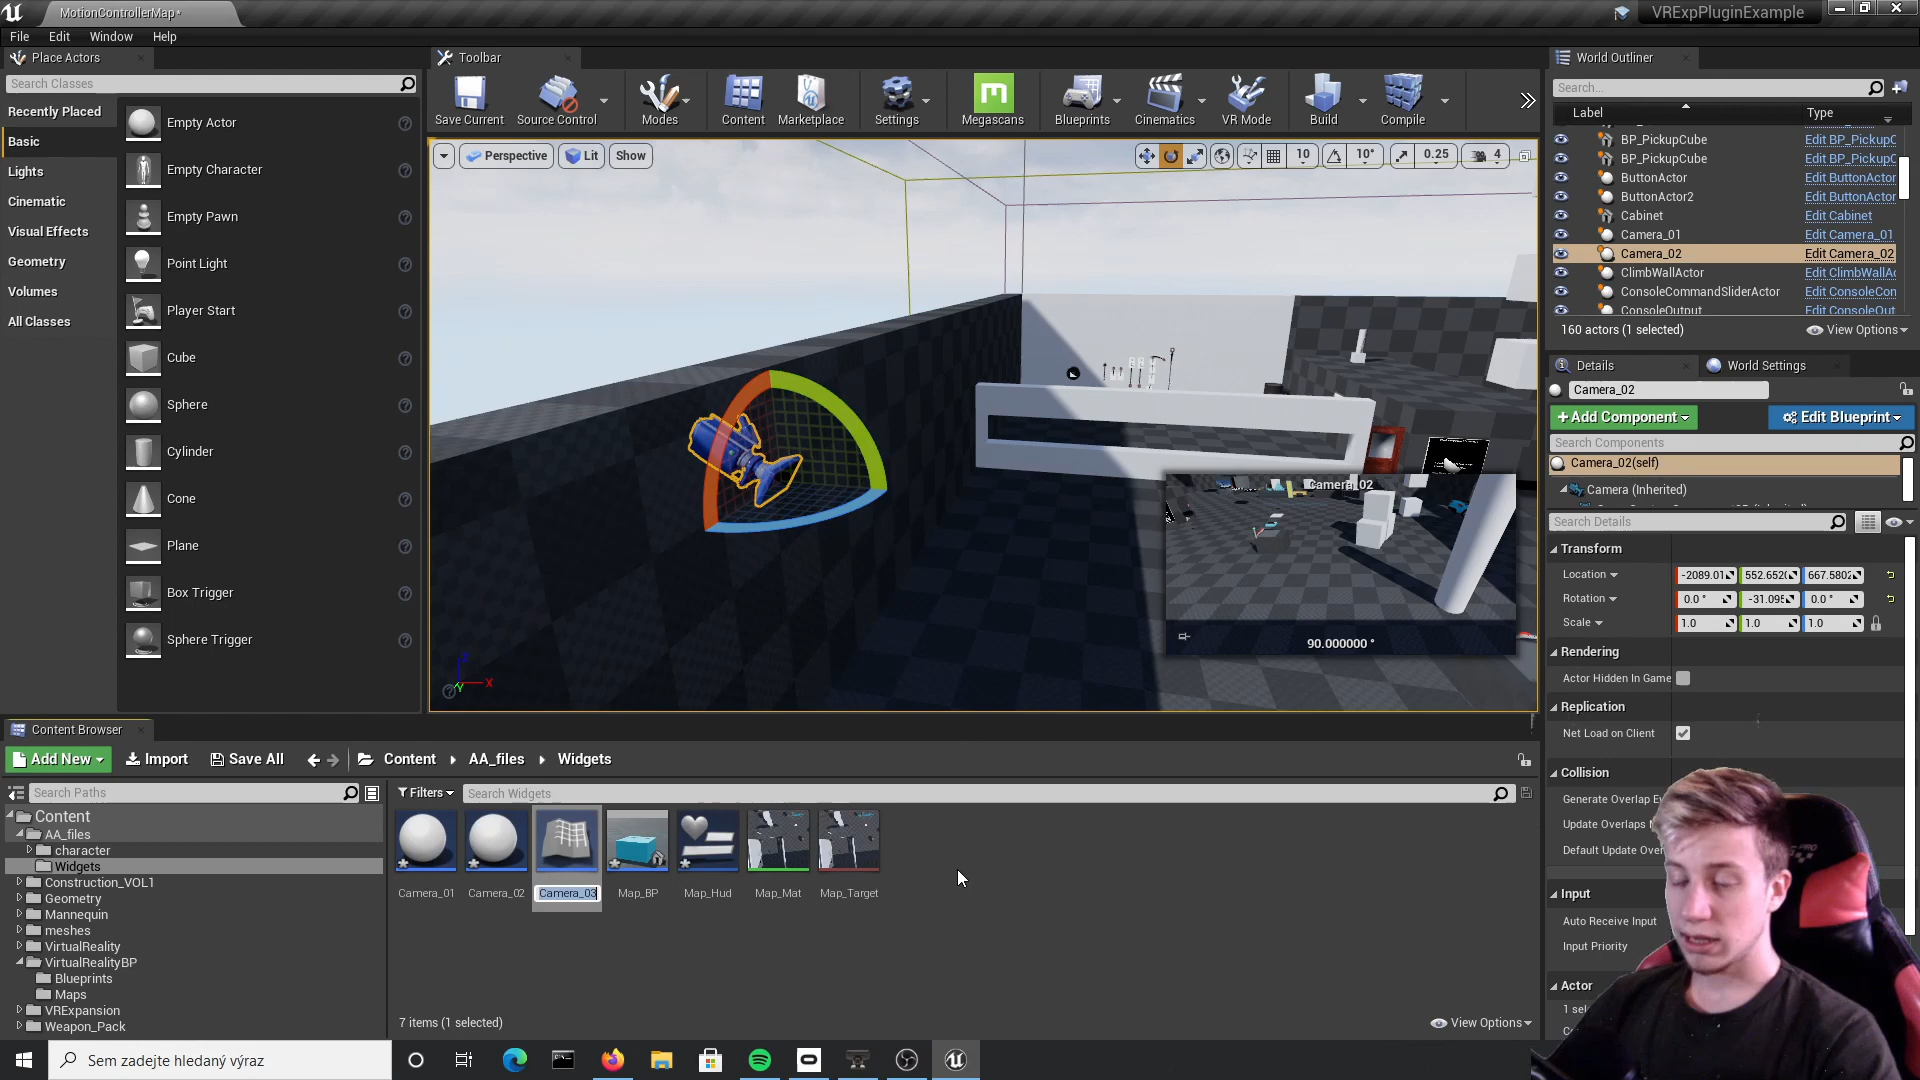 MotionControllerMap*
VRExpPluginExample
File Edit Window Help
Place Actors
Search Classes
Recently Placed
Basic
Lights
Cinematic
Visual Effects
Geometry
Volumes
All Classes
Empty Actor
Empty Character
Empty Pawn
Point Light
Player Start
Cube
Sphere
Cylinder
Cone
Plane
Box Trigger
Sphere Trigger
Toolbar
Save Current
Source Control
Modes
Content
Marketplace
Settings
Megascans
Blueprints
Cinematics
VR Mode
Build
Compile
Perspective Lit Show
10 10° 0.25 4
Camera_02
90.000000 °
X
Y
World Outliner
Search...
Label Type
BP_PickupCube Edit BP_PickupC
BP_PickupCube Edit BP_PickupC
ButtonActor Edit ButtonActor
ButtonActor2 Edit ButtonActor
Cabinet Edit Cabinet
Camera_01 Edit Camera_01
Camera_02 Edit Camera_02
ClimbWallActor Edit ClimbWallAc
ConsoleCommandSliderActor Edit ConsoleCon
ConsoleOutput Edit ConsoleOut
160 actors (1 selected) View Options
Details World Settings
Camera_02
+Add Component Edit Blueprint
Search Components
Camera_02(self)
Camera (Inherited)
Search Details
Transform
Location -2089.01 552.652 667.580
Rotation 0.0 ° -31.095 0.0 °
Scale 1.0 1.0 1.0
Rendering
Actor Hidden In Game
Replication
Net Load on Client
Collision
Generate Overlap Ev
Update Overlaps
Default Update Over
Input
Auto Receive Input
Input Priority
Actor
1 sel
Content Browser
Add New Import Save All Content AA_files Widgets
Search Paths
Content
AA_files
character
Widgets
Construction_VOL1
Geometry
Mannequin
meshes
VirtualReality
VirtualRealityBP
Blueprints
Maps
VRExpansion
Weapon_Pack
Filters Search Widgets
Camera_01 Camera_02 Camera_03 Map_BP Map_Hud Map_Mat Map_Target
7 items (1 selected) View Options
Sem zadejte hledaný výraz